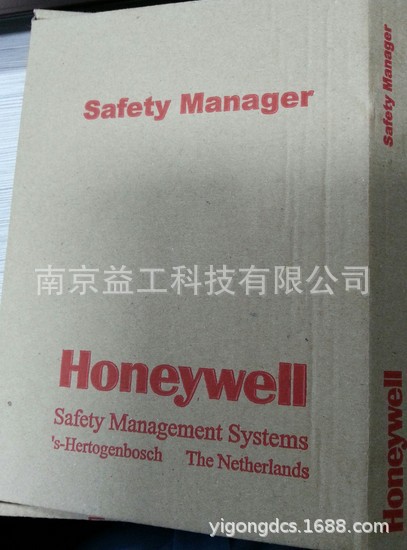 Safety Manager
Safety Manager
南京益工科技有限公司
Honeywell
Safety Management Systems
's-Hertogenbosch The Netherlands
Honeywell
yigongdcs.1688.com